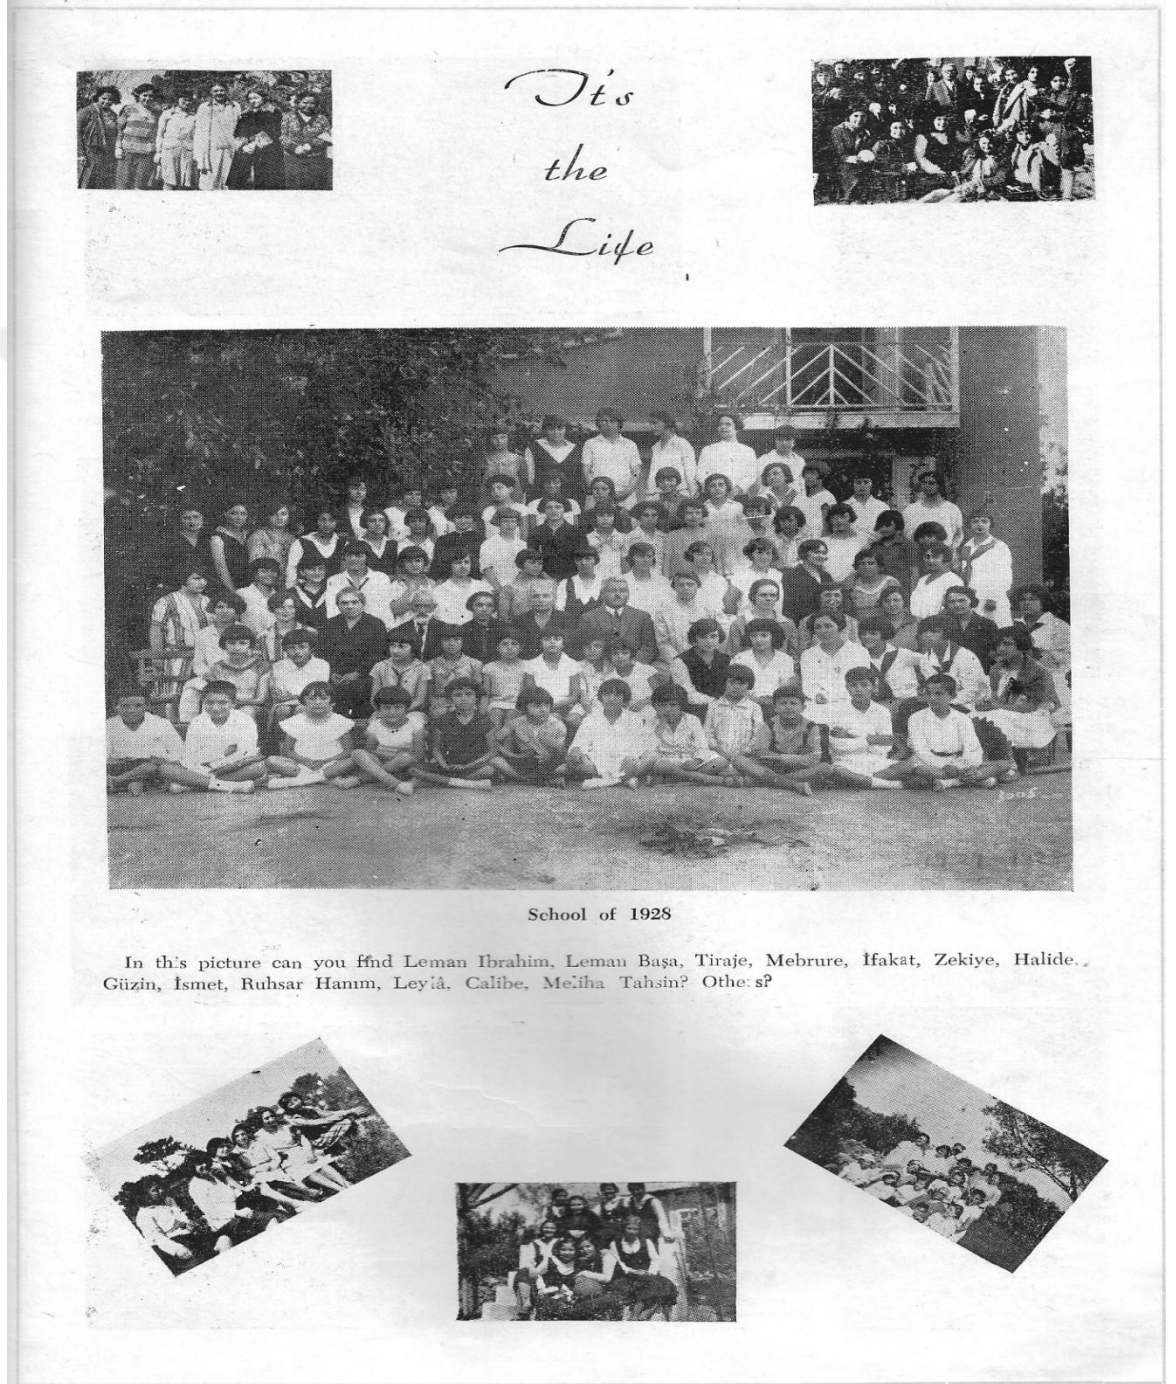 It's
the
Life
3005
School of 1928
In this picture can you find Leman Ibrahim, Leman Başa, Tiraje, Mebrure, İfakat, Zekiye, Halide,
Güzin, İsmet, Ruhsar Hanım, Leylâ, Calibe, Meliha Tahsin? Others?